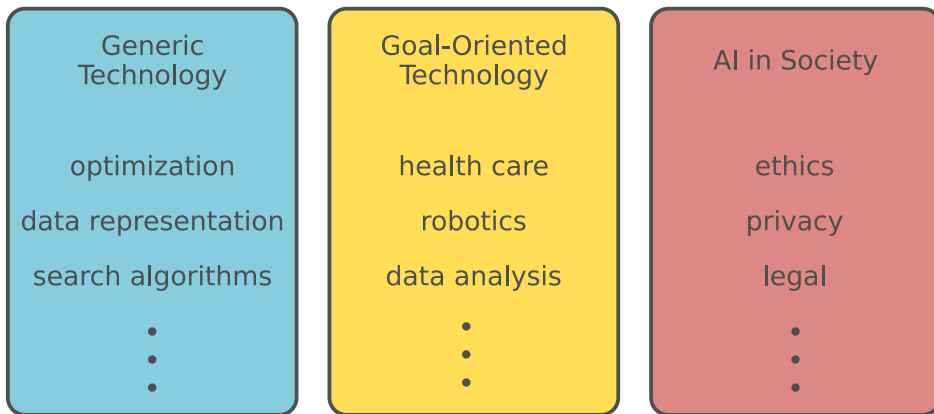 Generic
Technology
optimization
data representation
search algorithms
Goal-Oriented
Technology
health care
robotics
data analysis
AI in Society
ethics
privacy
legal